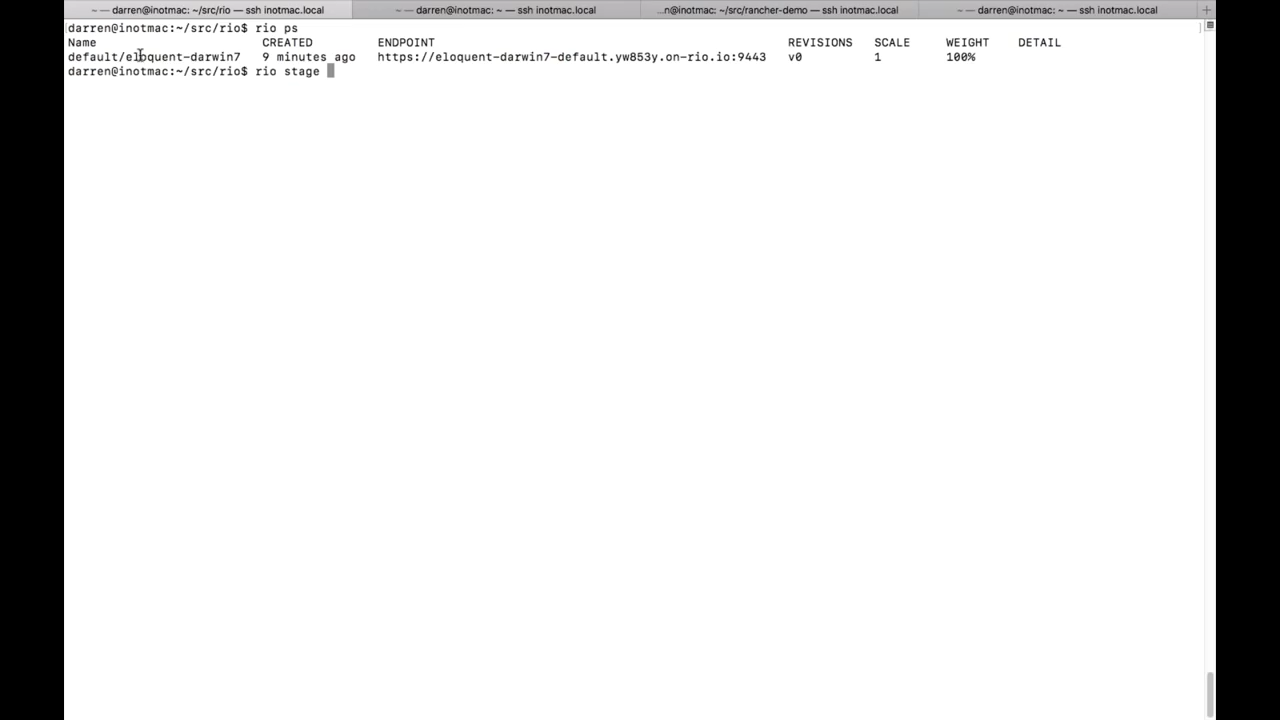 ~ — darren@inotmac: ~/src/rio — ssh inotmac.local
~ — darren@inotmac: ~ — ssh inotmac.local
...n@inotmac: ~/src/rancher-demo — ssh inotmac.local
~ — darren@inotmac: ~ — ssh inotmac.local
darren@inotmac:~/src/rio$ rio ps
Name CREATED ENDPOINT REVISIONS SCALE WEIGHT DETAIL
default/eloquent-darwin7 9 minutes ago https://eloquent-darwin7-default.yw853y.on-rio.io:9443 v0 1 100%
darren@inotmac:~/src/rio$ rio stage